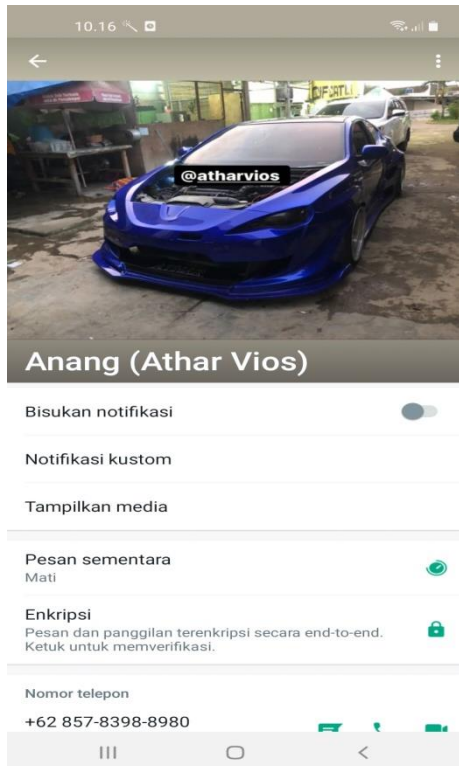 10.16
@atharvios
Anang (Athar Vios)
Bisukan notifikasi
Notifikasi kustom
Tampilkan media
Pesan sementara
Mati
Enkripsi
Pesan dan panggilan terenkripsi secara end-to-end.
Ketuk untuk memverifikasi.
Nomor telepon
+62 857-8398-8980